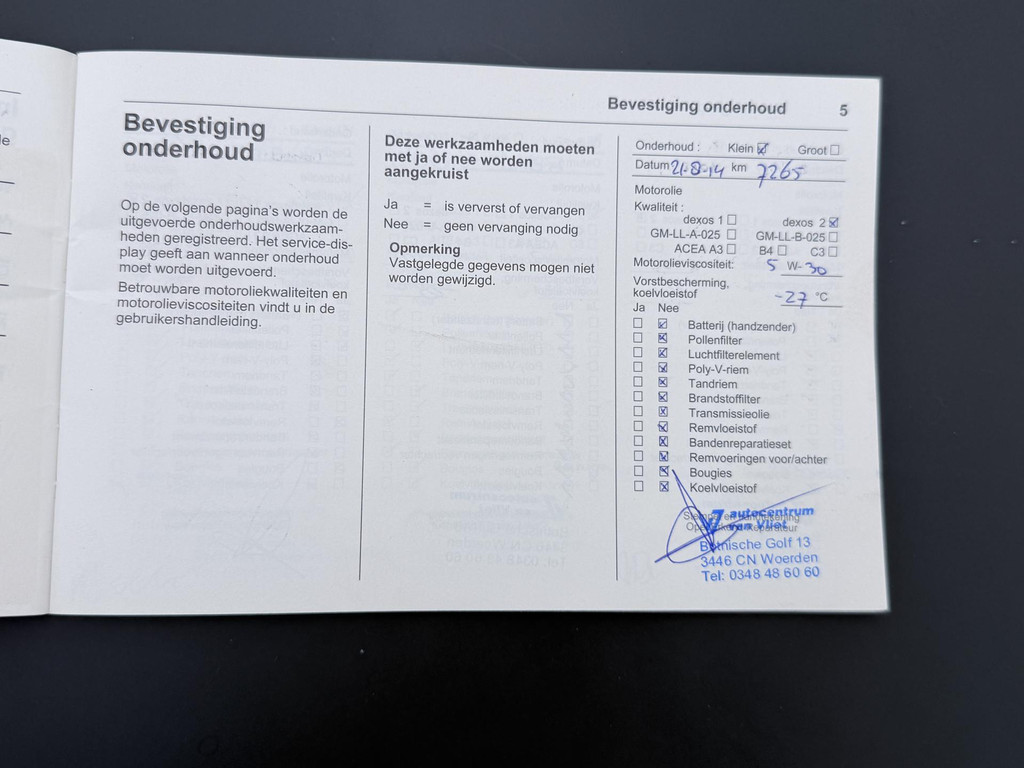 Bevestiging onderhoud 5
Bevestiging
onderhoud
Op de volgende pagina's worden de
uitgevoerde onderhoudswerkzaam-
heden geregistreerd. Het service-dis-
play geeft aan wanneer onderhoud
moet worden uitgevoerd.
Betrouwbare motoroliekwaliteiten en
motorolieviscositeiten vindt u in de
gebruikershandleiding.
Deze werkzaamheden moeten
met ja of nee worden
aangekruist
Ja = is ververst of vervangen
Nee = geen vervanging nodig
Opmerking
Vastgelegde gegevens mogen niet
worden gewijzigd.
Onderhoud : Klein ☒ Groot ☐
Datum 21-8-14 km 7265
Motorolie
Kwaliteit :
dexos 1 ☐ dexos 2 ☒
GM-LL-A-025 ☐ GM-LL-B-025 ☐
ACEA A3 ☐ B4 ☐ C3 ☐
Motorolieviscositeit: 5 W- 30
Vorstbescherming,
koelvloeistof -27 °C
Ja Nee
☐ ☒ Batterij (handzender)
☐ ☒ Pollenfilter
☐ ☒ Luchtfilterelement
☐ ☒ Poly-V-riem
☐ ☒ Tandriem
☐ ☒ Brandstoffilter
☐ ☒ Transmissieolie
☐ ☒ Remvloeistof
☐ ☒ Bandenreparatieset
☐ ☒ Remvoeringen voor/achter
☐ ☒ Bougies
☐ ☒ Koelvloeistof
autocentrum
van Vliet
Botnische Golf 13
3446 CN Woerden
Tel: 0348 48 60 60